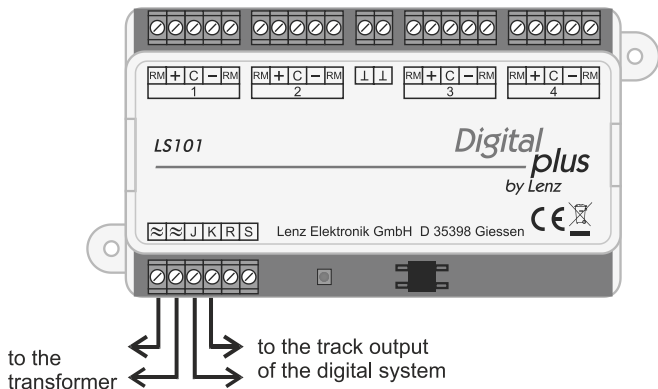 RM + C − RM RM + C − RM ⊥ ⊥ RM + C − RM RM + C − RM
1 2 3 4
LS101
Digital
plus
by Lenz
≈ ≈ J K R S
Lenz Elektronik GmbH D 35398 Giessen CE
to the
transformer
to the track output
of the digital system